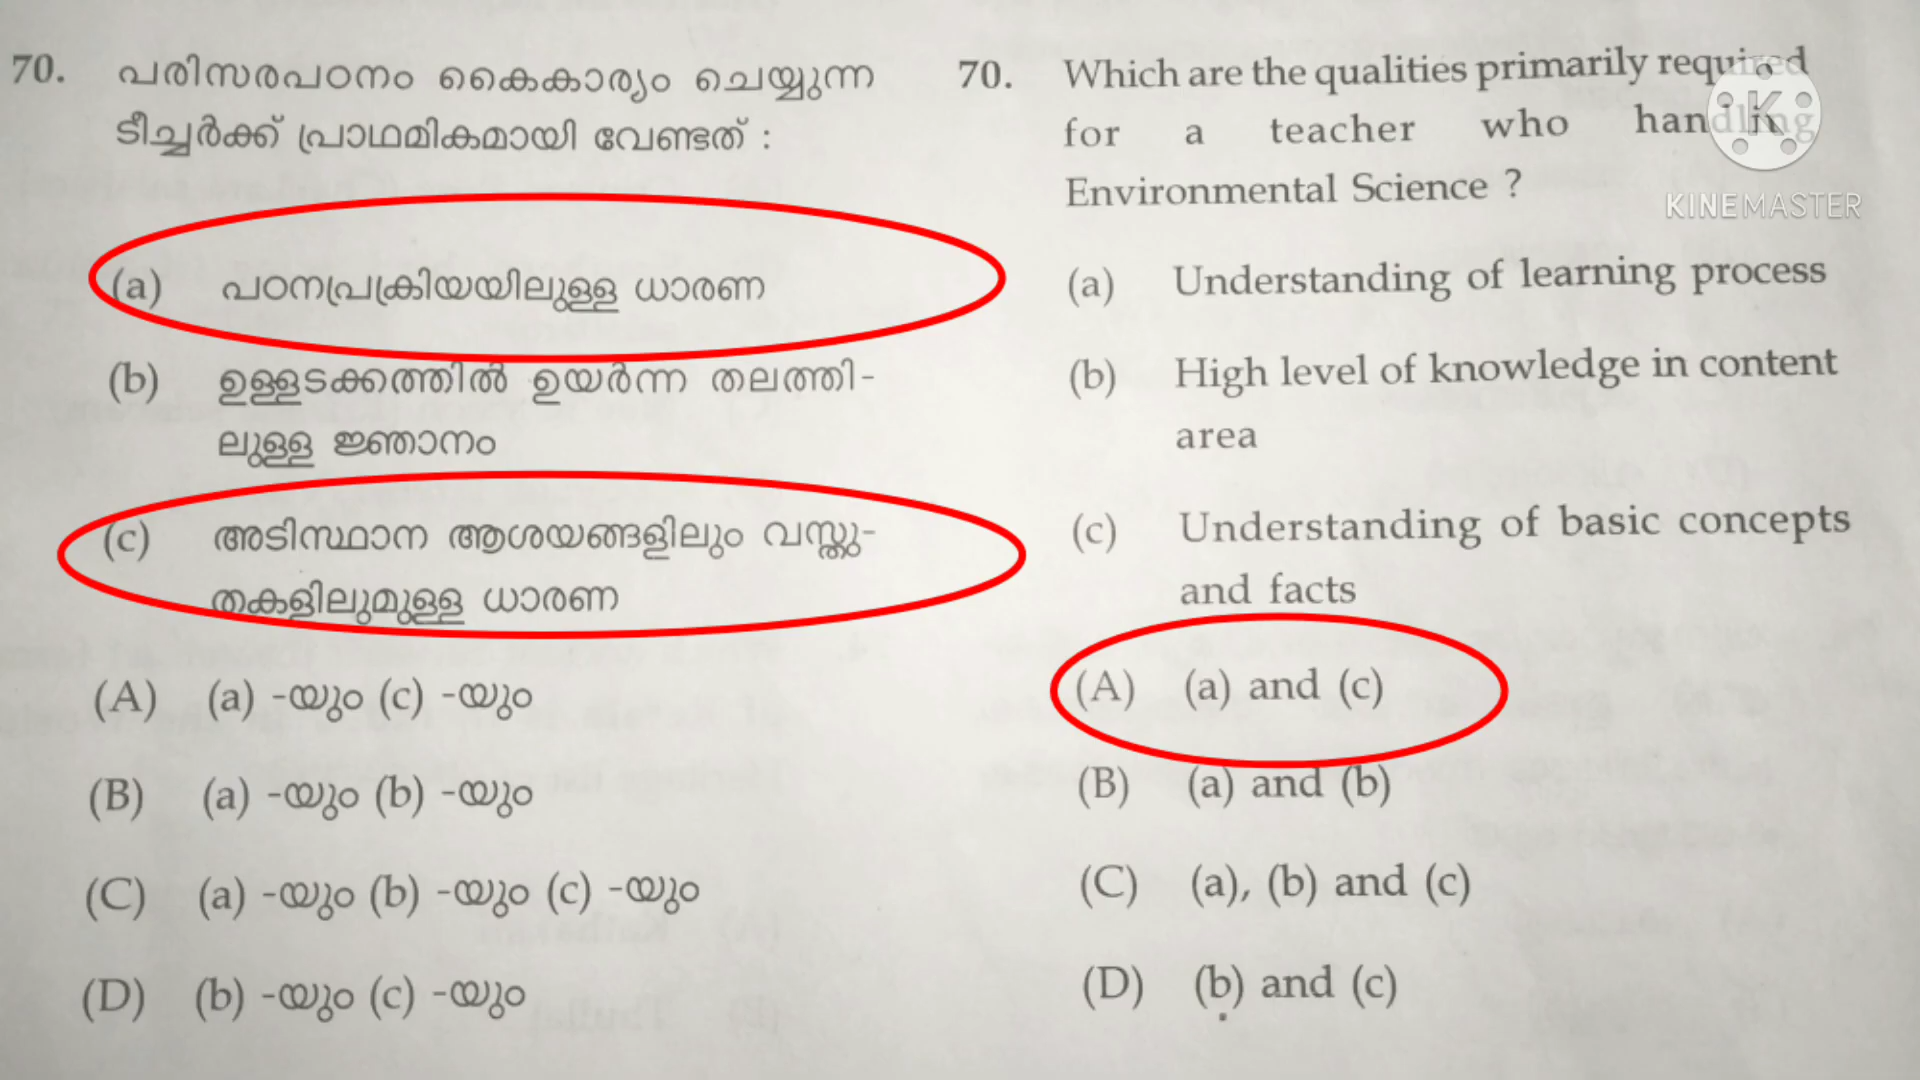 70. പരിസരപഠനം കൈകാര്യം ചെയ്യുന്ന
ടീച്ചർക്ക് പ്രാഥമികമായി വേണ്ടത് :
(a) പഠനപ്രക്രിയയിലുള്ള ധാരണ
(b) ഉള്ളടക്കത്തിൽ ഉയർന്ന തലത്തി-
ലുള്ള ജ്ഞാനം
(c) അടിസ്ഥാന ആശയങ്ങളിലും വസ്തു-
തകളിലുമുള്ള ധാരണ
(A) (a) -യും (c) -യും
(B) (a) -യും (b) -യും
(C) (a) -യും (b) -യും (c) -യും
(D) (b) -യും (c) -യും
70. Which are the qualities primarily required
for a teacher who handling
Environmental Science ?
(a) Understanding of learning process
(b) High level of knowledge in content
area
(c) Understanding of basic concepts
and facts
(A) (a) and (c)
(B) (a) and (b)
(C) (a), (b) and (c)
(D) (b) and (c)
K
KINEMASTER